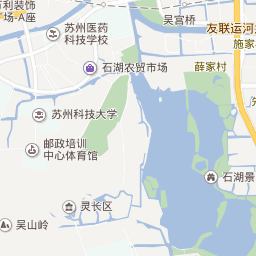 利装饰
场-A座
苏州医药
科技学校
吴宫桥
友联运河
施家
薛家村
石湖农贸市场
苏州科技大学
邮政培训
中心体育馆
石湖景
灵长区
吴山岭